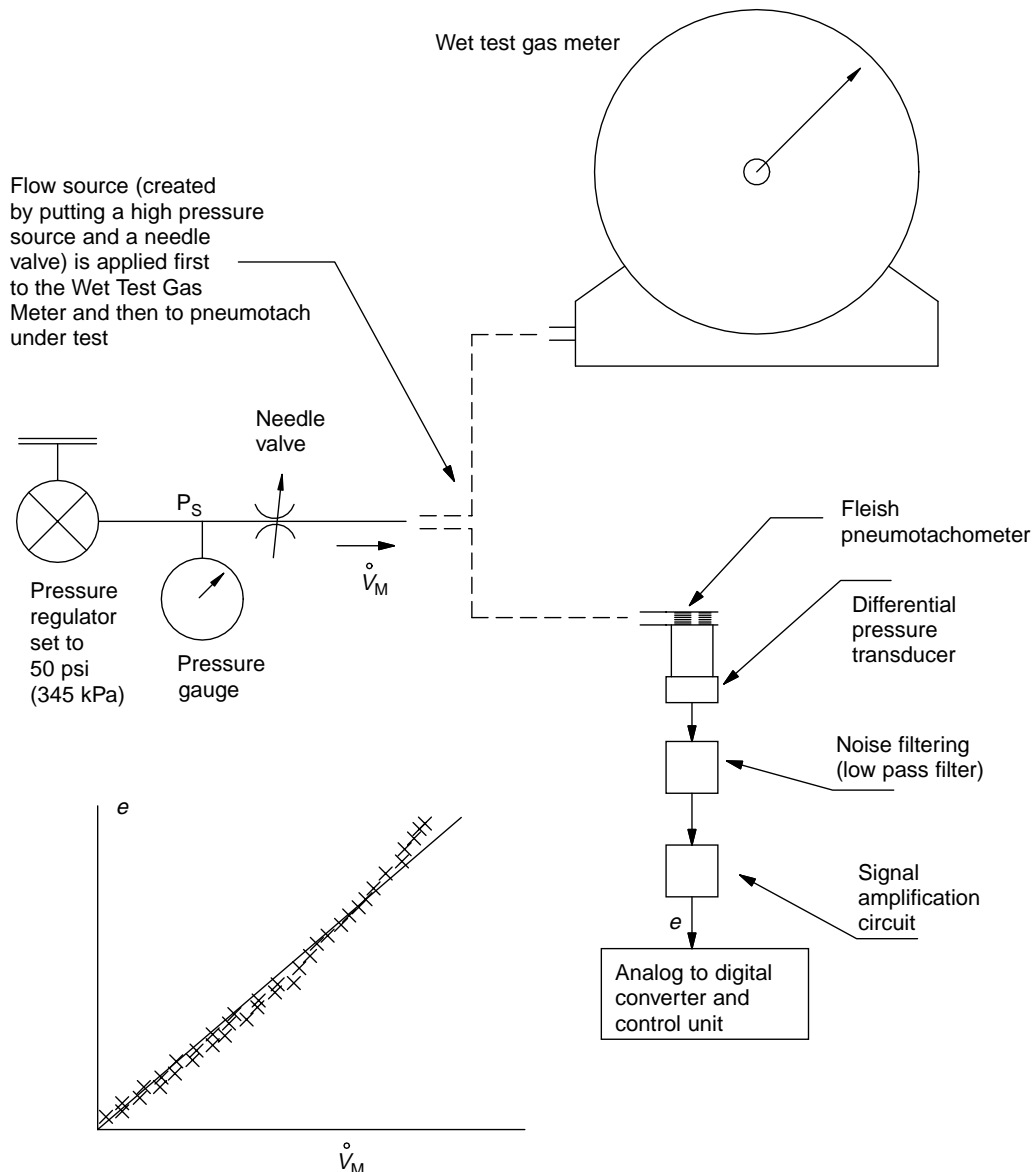 Wet test gas meter
Flow source (created
by putting a high pressure
source and a needle
valve) is applied first
to the Wet Test Gas
Meter and then to pneumotach
under test
Needle
valve
PS
V̊M
Pressure
regulator
set to
50 psi
(345 kPa)
Pressure
gauge
Fleish
pneumotachometer
Differential
pressure
transducer
Noise filtering
(low pass filter)
Signal
amplification
circuit
e
Analog to digital
converter and
control unit
e
V̊M